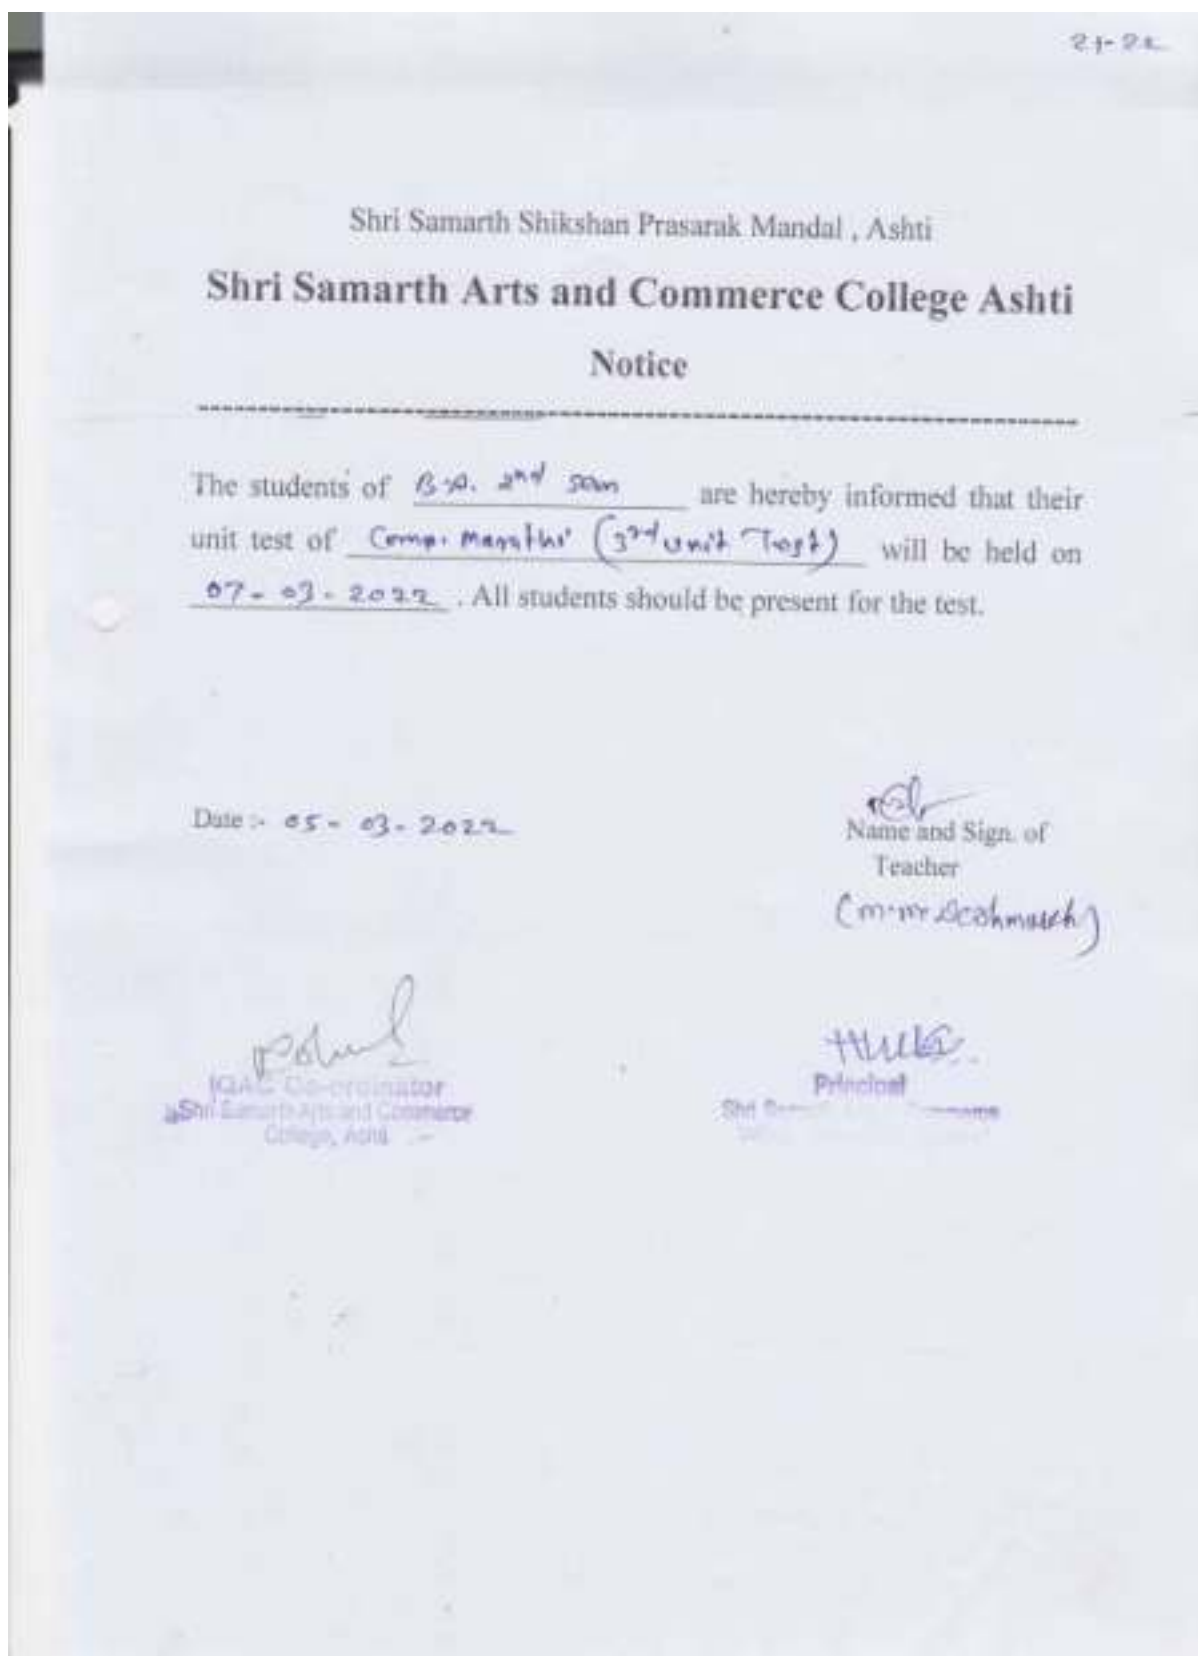 21-22
Shri Samarth Shikshan Prasarak Mandal , Ashti
Shri Samarth Arts and Commerce College Ashti
Notice
The students of B.A. 2nd Sem are hereby informed that their
unit test of Comp. Marathi (3rd unit Test) will be held on
07-03-2022 . All students should be present for the test.
Date :- 05-03-2022
Name and Sign. of
Teacher
IQAC Co-ordinator
Shri Samarth Arts and Commerce
College, Ashti
Principal
Shri